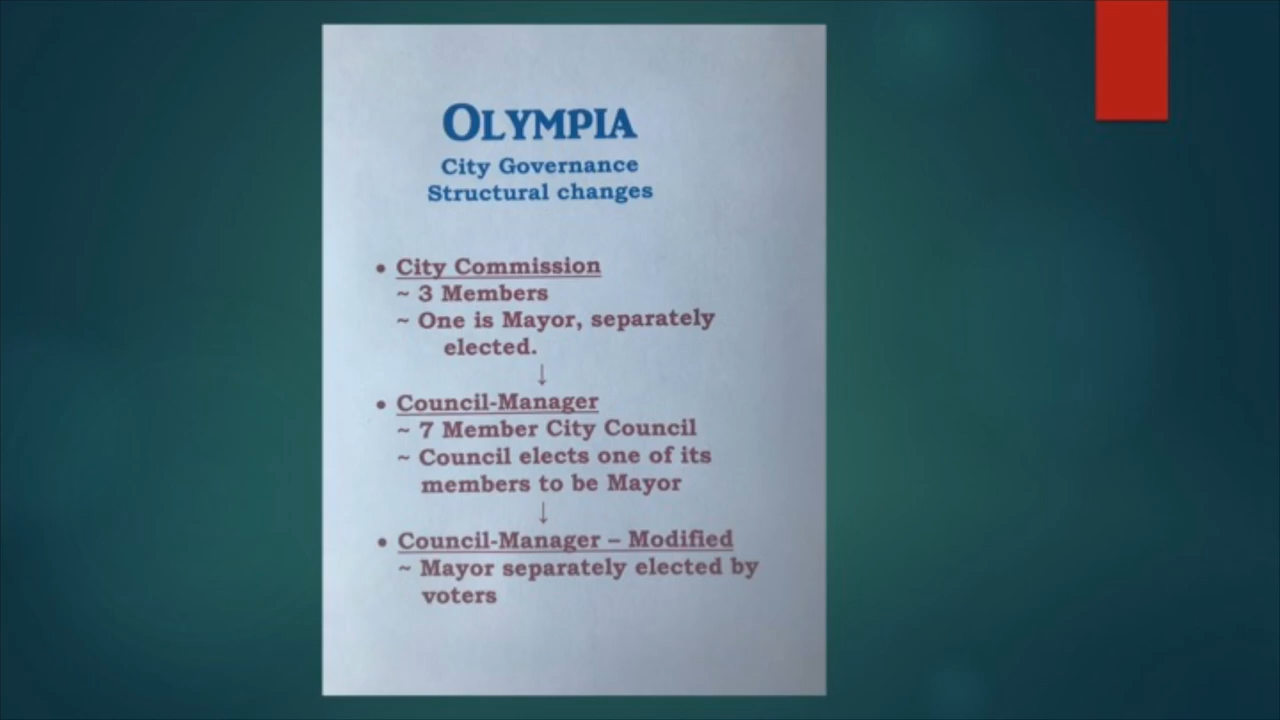 OLYMPIA
City Governance
Structural changes
• City Commission
~ 3 Members
~ One is Mayor, separately
elected.
↓
• Council-Manager
~ 7 Member City Council
~ Council elects one of its
members to be Mayor
↓
• Council-Manager – Modified
~ Mayor separately elected by
voters